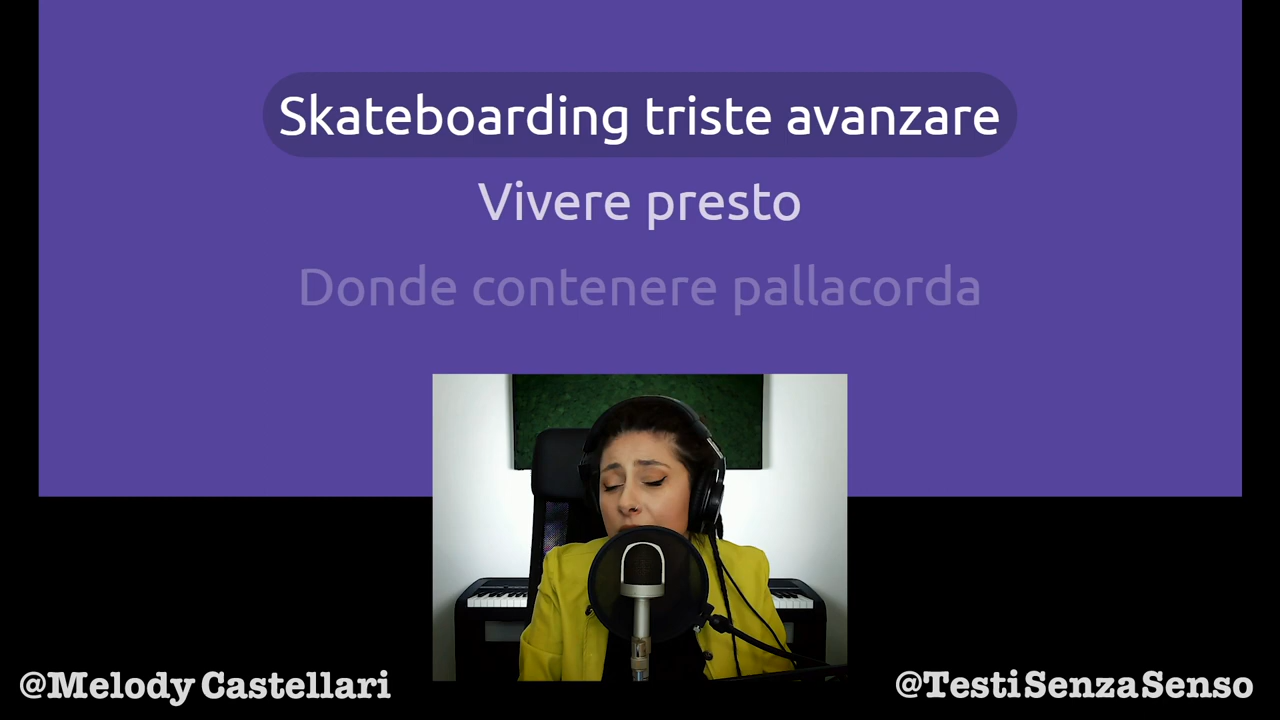 Skateboarding triste avanzare
Vivere presto
Donde contenere pallacorda
@Melody Castellari
@TestiSenzaSenso